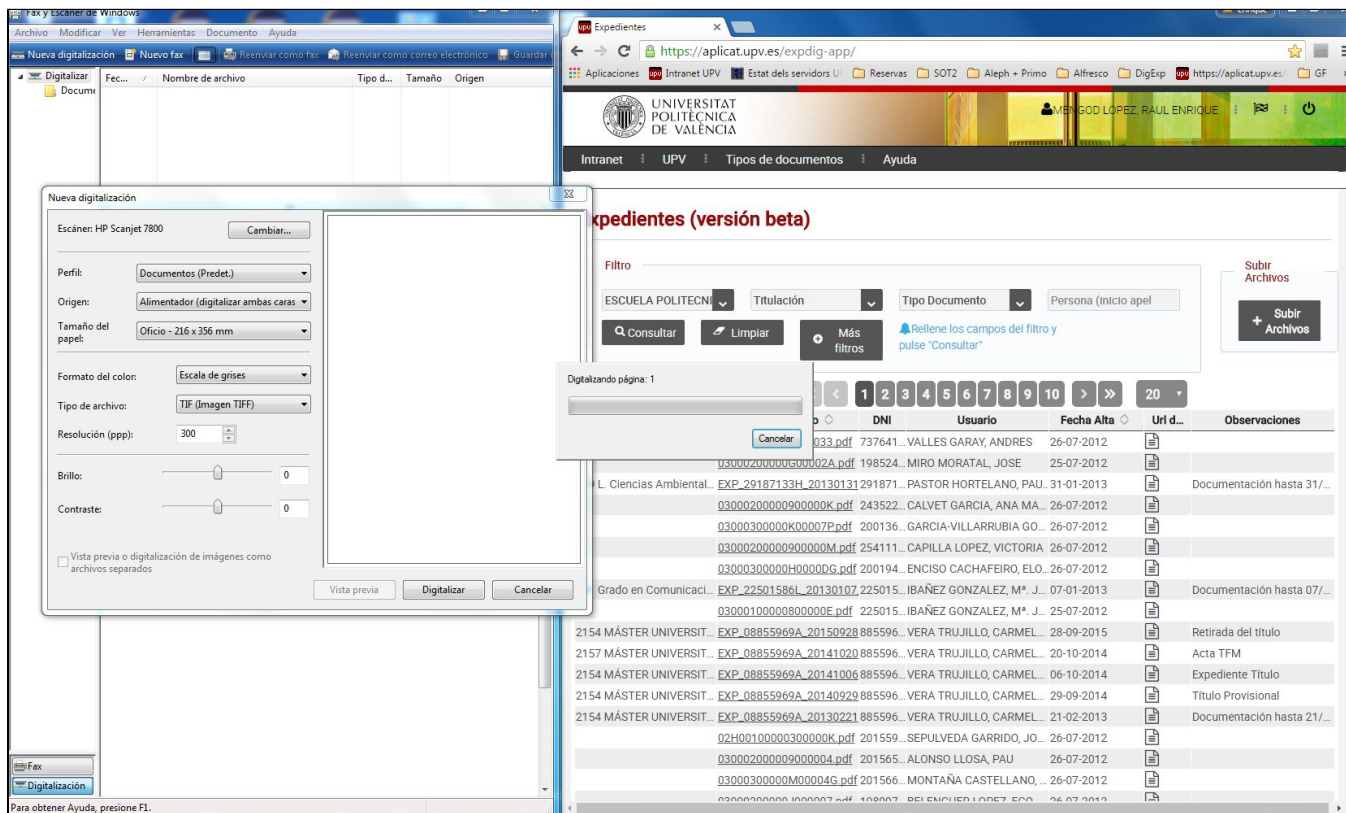 Fax y Escáner de Windows
Archivo Modificar Ver Herramientas Documento Ayuda
Nueva digitalización Nuevo fax Reenviar como fax Reenviar como correo electrónico Guardar
Digitalizar Fec... / Nombre de archivo Tipo d... Tamaño Origen
Docume
Nueva digitalización
Escáner: HP Scanjet 7800 Cambiar...
Perfil: Documentos (Predet.)
Origen: Alimentador (digitalizar ambas caras
Tamaño del papel: Oficio - 216 x 356 mm
Formato del color: Escala de grises
Tipo de archivo: TIF (Imagen TIFF)
Resolución (ppp): 300
Brillo: 0
Contraste: 0
Vista previa o digitalización de imágenes como
archivos separados
Vista previa Digitalizar Cancelar
Digitalizando página: 1
Cancelar
Fax
Digitalización
Para obtener Ayuda, presione F1.
Enrique
upv Expedientes x
https://aplicat.upv.es/expdig-app/
Aplicaciones upv Intranet UPV Estat dels servidors U Reservas SOT2 Aleph + Primo Alfresco DigExp upv https://aplicat.upv.es/ GF
UNIVERSITAT
POLITÈCNICA
DE VALÈNCIA
MENGOD LOPEZ, RAUL ENRIQUE
Intranet UPV Tipos de documentos Ayuda
xpedientes (versión beta)
Filtro
ESCUELA POLITECNI Titulación Tipo Documento Persona (Inicio apel
Consultar Limpiar Más filtros
Rellene los campos del filtro y
pulse "Consultar"
Subir
Archivos
+ Subir Archivos
1 2 3 4 5 6 7 8 9 10 20
DNI Usuario Fecha Alta Url d... Observaciones
033.pdf 737641... VALLES GARAY, ANDRES 26-07-2012
03000200000G00002A.pdf 198524... MIRO MORATAL, JOSE 25-07-2012
L. Ciencias Ambiental... EXP_29187133H_20130131 291871... PASTOR HORTELANO, PAU.. 31-01-2013 Documentación hasta 31/...
03000200000900000K.pdf 243522... CALVET GARCIA, ANA MA... 26-07-2012
03000300000K00007P.pdf 200136... GARCIA-VILLARRUBIA GO... 26-07-2012
03000200000900000M.pdf 254111... CAPILLA LOPEZ, VICTORIA 26-07-2012
03000300000H0000DG.pdf 200194... ENCISO CACHAFEIRO, ELO... 26-07-2012
Grado en Comunicaci... EXP_22501586L_20130107 225015... IBAÑEZ GONZALEZ, Mª. J... 07-01-2013 Documentación hasta 07/...
03000100000800000E.pdf 225015... IBAÑEZ GONZALEZ, Mª. J... 25-07-2012
2154 MÁSTER UNIVERSIT... EXP_08855969A_20150928 885596... VERA TRUJILLO, CARMEL... 28-09-2015 Retirada del título
2157 MÁSTER UNIVERSIT... EXP_08855969A_20141020 885596... VERA TRUJILLO, CARMEL... 20-10-2014 Acta TFM
2154 MÁSTER UNIVERSIT... EXP_08855969A_20141006 885596... VERA TRUJILLO, CARMEL... 06-10-2014 Expediente Título
2154 MÁSTER UNIVERSIT... EXP_08855969A_20140929 885596... VERA TRUJILLO, CARMEL... 29-09-2014 Título Provisional
2154 MÁSTER UNIVERSIT... EXP_08855969A_20130221 885596... VERA TRUJILLO, CARMEL... 21-02-2013 Documentación hasta 21/...
02H00100000300000K.pdf 201559... SEPULVEDA GARRIDO, JO... 26-07-2012
030002000009000004.pdf 201565... ALONSO LLOSA, PAU 26-07-2012
03000300000M00004G.pdf 201596... MONTAÑA CASTELLANO, ... 26-07-2012